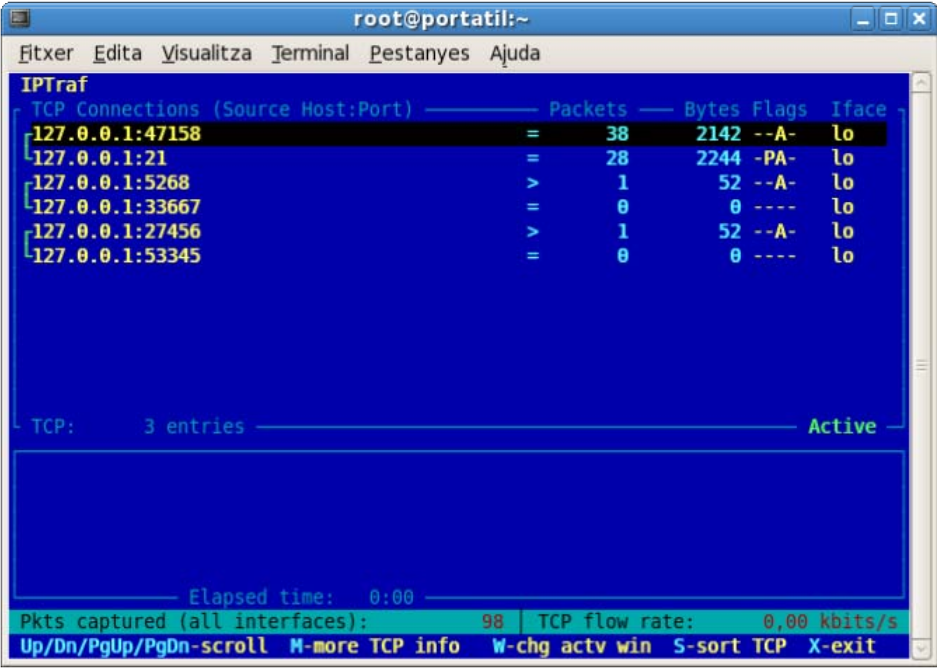 root@portatil:~
Fitxer Edita Visualitza Terminal Pestanyes Ajuda
IPTraf
TCP Connections (Source Host:Port) Packets Bytes Flags Iface
127.0.0.1:47158 = 38 2142 --A- lo
127.0.0.1:21 = 28 2244 -PA- lo
127.0.0.1:5268 > 1 52 --A- lo
127.0.0.1:33667 = 0 0 ---- lo
127.0.0.1:27456 > 1 52 --A- lo
127.0.0.1:53345 = 0 0 ---- lo
TCP: 3 entries Active
Elapsed time: 0:00
Pkts captured (all interfaces): 98 TCP flow rate: 0,00 kbits/s
Up/Dn/PgUp/PgDn-scroll M-more TCP info W-chg actv win S-sort TCP X-exit